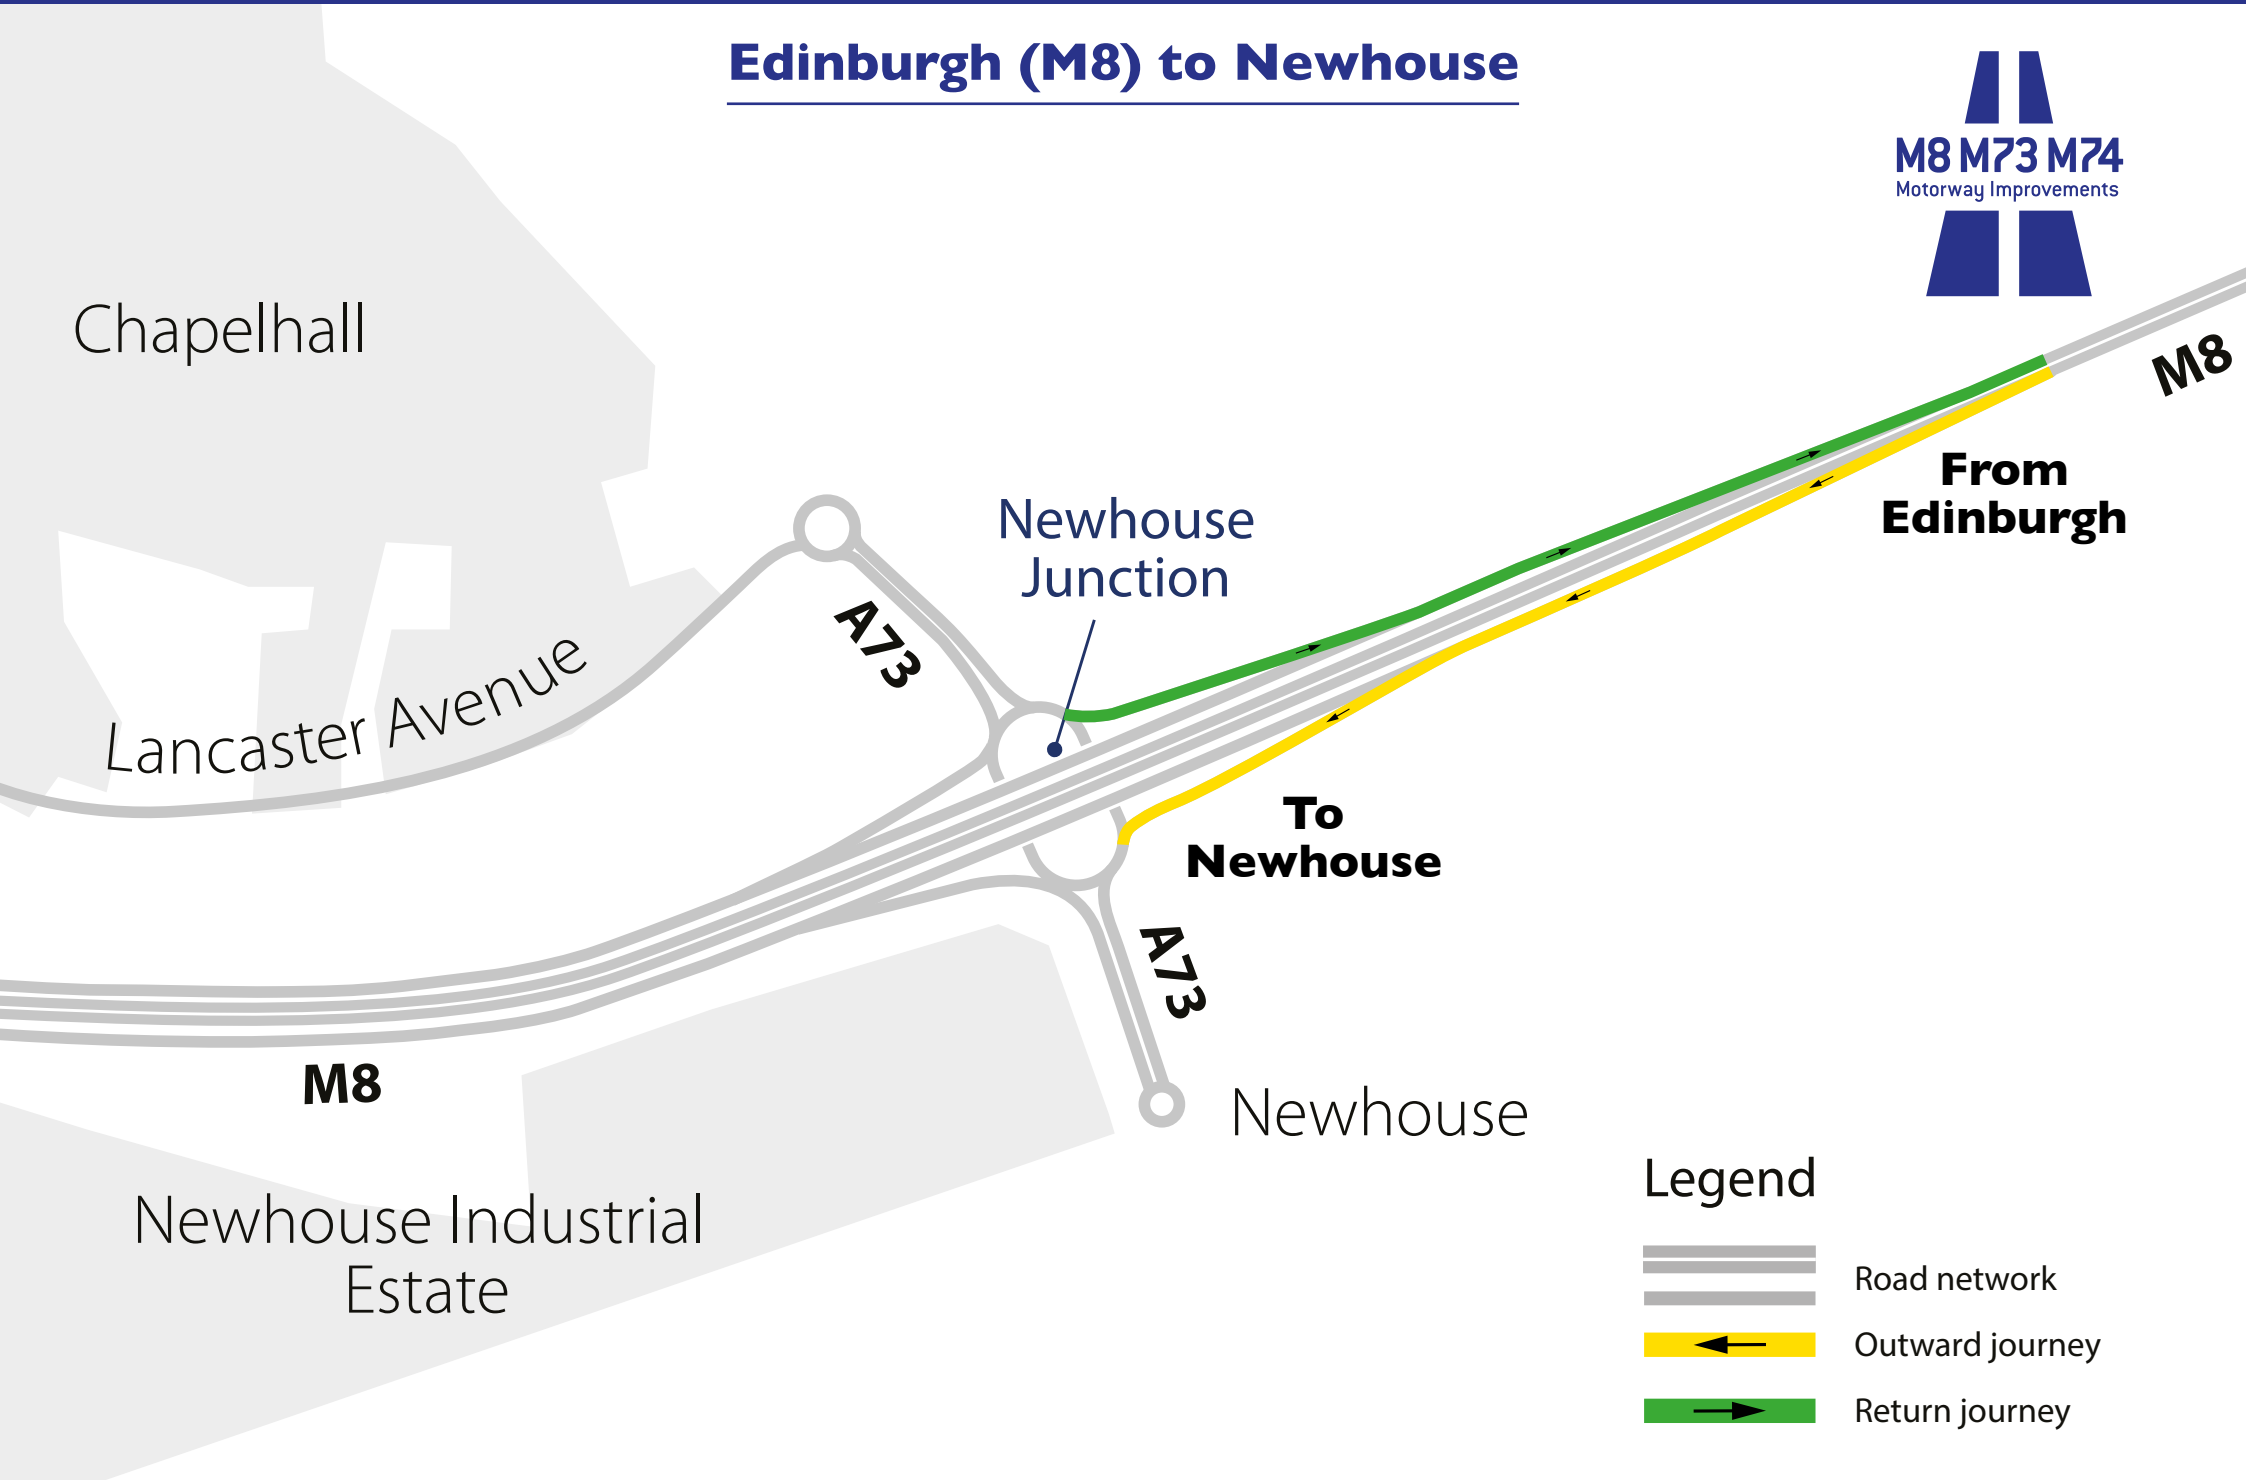 Edinburgh (M8) to Newhouse
M8 M73 M74
Motorway Improvements
Chapelhall
M8
From
Edinburgh
Newhouse
Junction
A73
Lancaster Avenue
To
Newhouse
A73
M8
Newhouse
Newhouse Industrial
Estate
Legend
Road network
Outward journey
Return journey